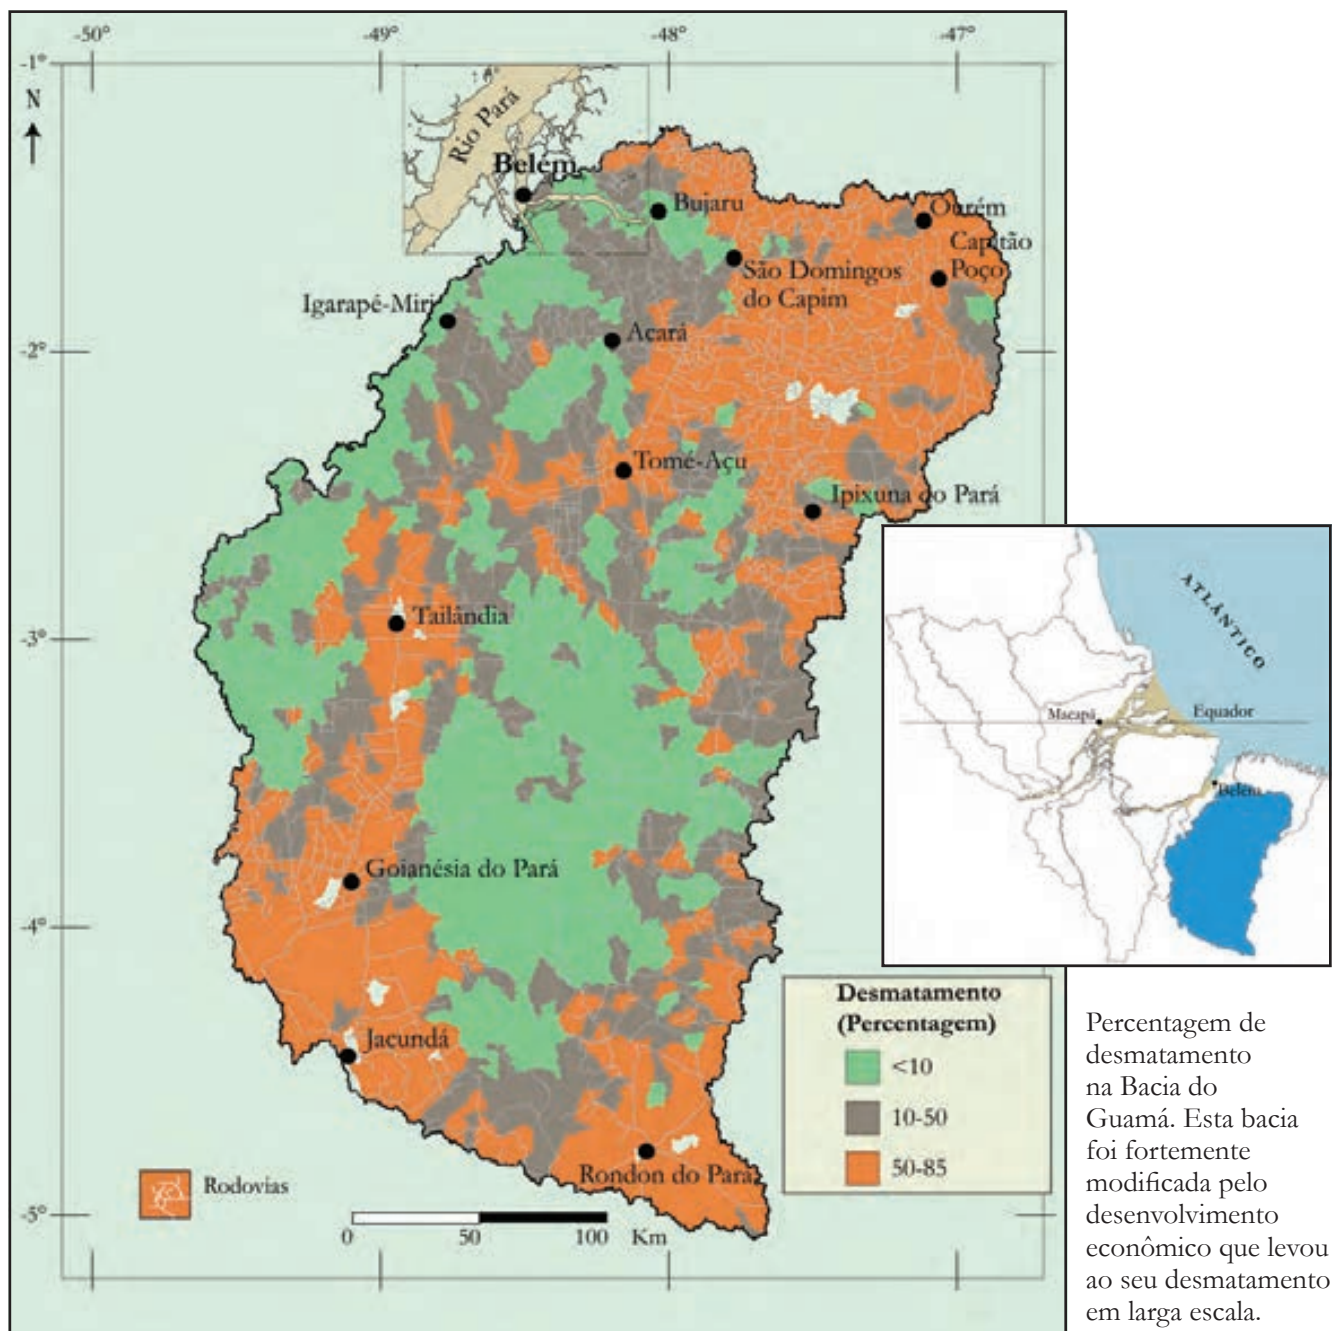 -50°
-49°
-48°
-47°
-1°
N
Rio Pará
Belém
Bujaru
Ourém
Capitão
Poço
São Domingos
do Capim
Igarapé-Miri
Acará
-2°
Tomé-Açu
Ipixuna do Pará
Tailândia
-3°
ATLÂNTICO
Macapá
Equador
Belém
Goianésia do Pará
-4°
Desmatamento
(Percentagem)
<10
10-50
50-85
Jacundá
Rondon do Pará
Rodovias
-5°
0 50 100 Km
Percentagem de
desmatamento
na Bacia do
Guamá. Esta bacia
foi fortemente
modificada pelo
desenvolvimento
econômico que levou
ao seu desmatamento
em larga escala.